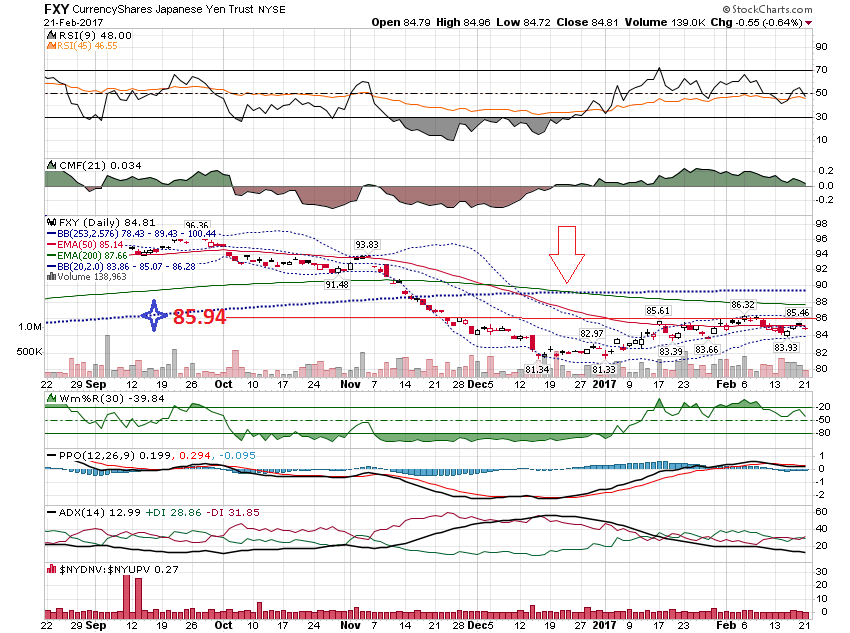 FXY CurrencyShares Japanese Yen Trust NYSE © StockCharts.com
21-Feb-2017 Open 84.79 High 84.96 Low 84.72 Close 84.81 Volume 139.0K Chg -0.55 (-0.64%)
RSI(9) 48.00
RSI(45) 46.55
90
70
50
30
10
CMF(21) 0.034
0.2
0.0
-0.2
FXY (Daily) 84.81
BB(253,2.576) 78.43 - 89.43 - 100.44
EMA(50) 85.14
EMA(200) 87.66
BB(20,2.0) 83.86 - 85.07 - 86.28
Volume 138,963
96.36
93.83
91.48
81.34
82.97
81.33
85.61
83.39
83.66
86.32
83.93
85.46
85.94
1.0M
500K
98
96
94
92
90
88
86
84
82
80
22 29 Sep 12 19 26 Oct 10 17 24 Nov 7 14 21 28 Dec 5 12 19 27 2017 9 17 23 Feb 6 13 21
Wm%R(30) -39.84
-20
-50
-80
PPO(12,26,9) 0.199, 0.294, -0.095
1
0
-1
-2
ADX(14) 12.99 +DI 28.86 -DI 31.85
60
40
20
$NYDNV:$NYUPV 0.27
30
20
10
0
22 29 Sep 12 19 26 Oct 10 17 24 Nov 7 14 21 28 Dec 5 12 19 27 2017 9 17 23 Feb 6 13 21